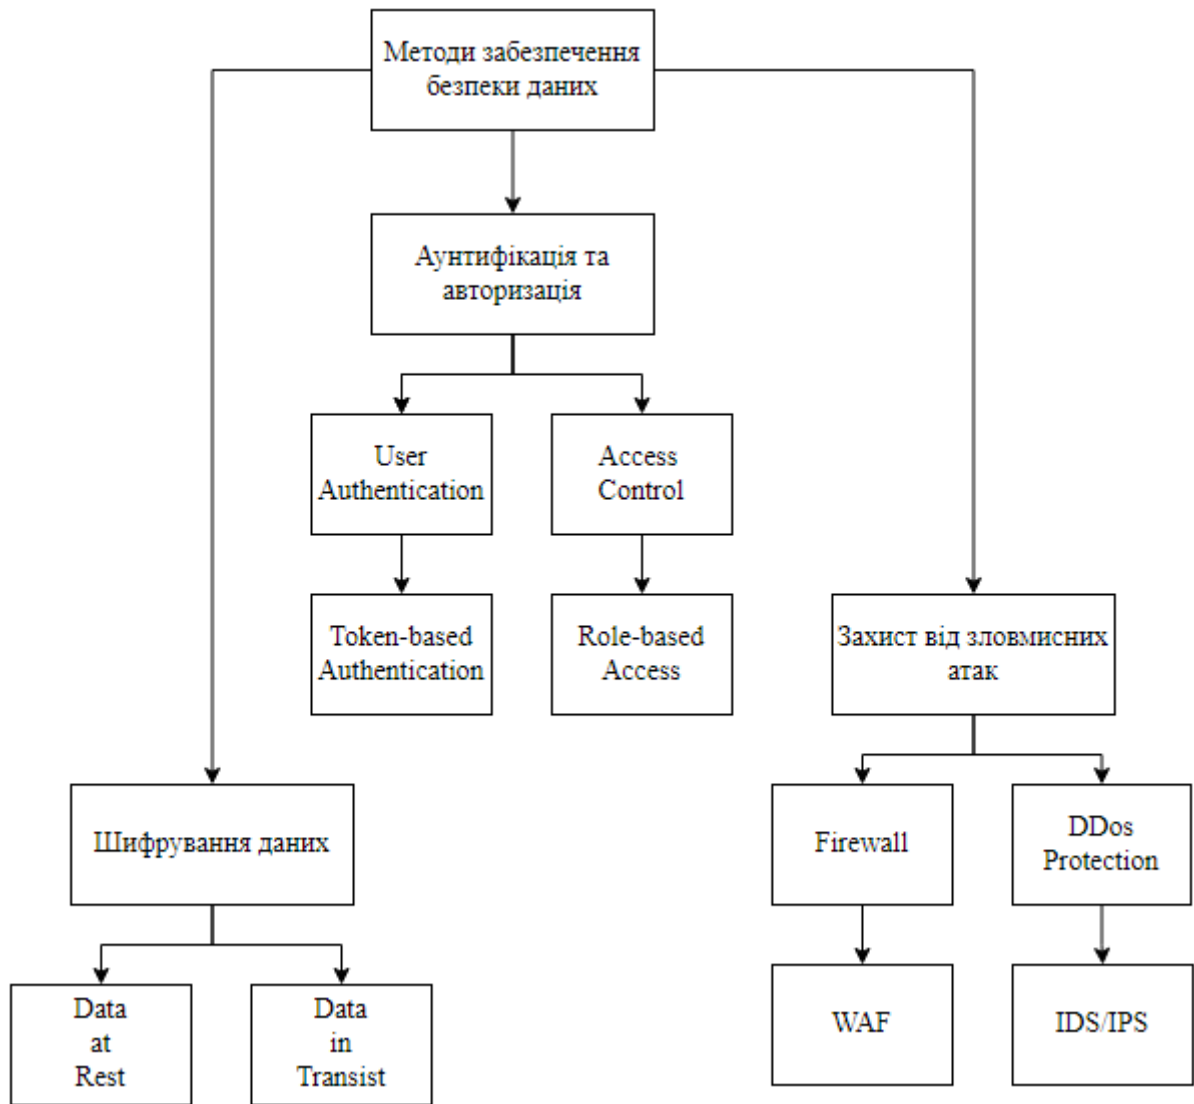 Методи забезпечення
безпеки даних
Аунтифікація та
авторизація
User
Authentication
Access
Control
Token-based
Authentication
Role-based
Access
Захист від зловмисних
атак
Шифрування даних
Firewall
DDos
Protection
Data
at
Rest
Data
in
Transist
WAF
IDS/IPS